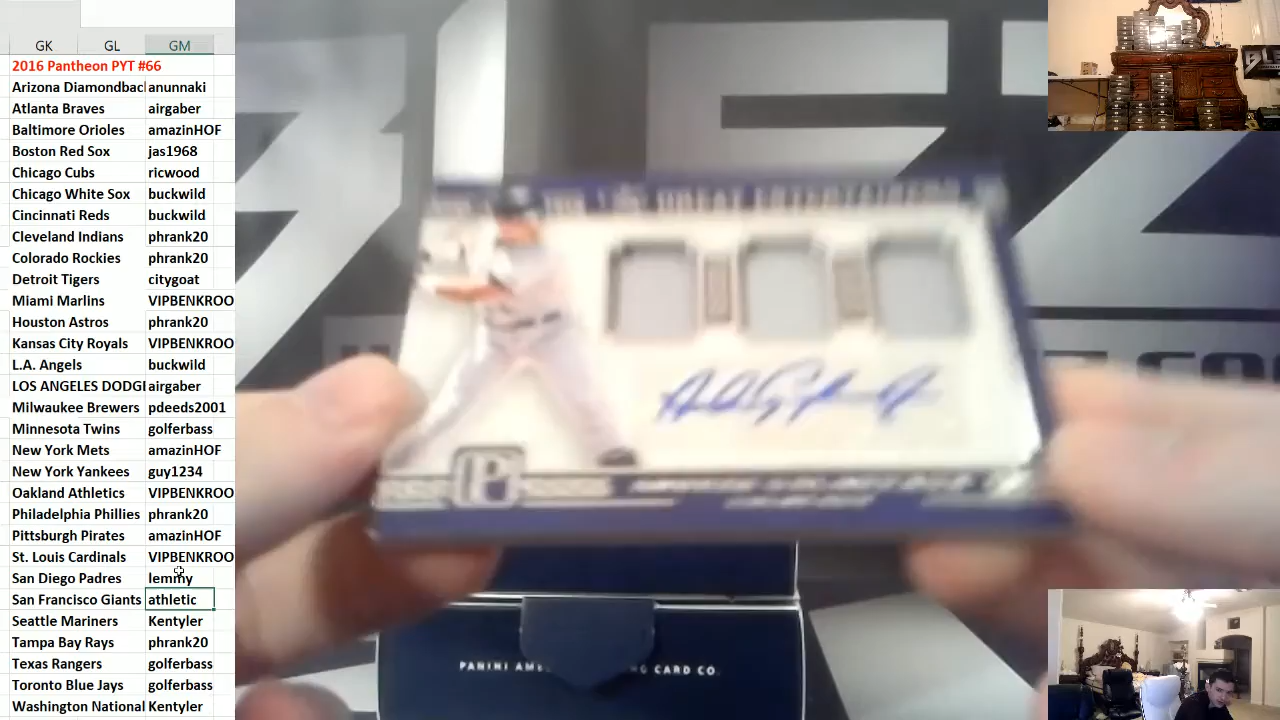 GK GL GM
2016 Pantheon PYT #66
Arizona Diamondbac anunnaki
Atlanta Braves airgaber
Baltimore Orioles amazinHOF
Boston Red Sox jas1968
Chicago Cubs ricwood
Chicago White Sox buckwild
Cincinnati Reds buckwild
Cleveland Indians phrank20
Colorado Rockies phrank20
Detroit Tigers citygoat
Miami Marlins VIPBENKROO
Houston Astros phrank20
Kansas City Royals VIPBENKROO
L.A. Angels buckwild
LOS ANGELES DODGI airgaber
Milwaukee Brewers pdeeds2001
Minnesota Twins golferbass
New York Mets amazinHOF
New York Yankees guy1234
Oakland Athletics VIPBENKROO
Philadelphia Phillies phrank20
Pittsburgh Pirates amazinHOF
St. Louis Cardinals VIPBENKROO
San Diego Padres lemmy
San Francisco Giants athletic
Seattle Mariners Kentyler
Tampa Bay Rays phrank20
Texas Rangers golferbass
Toronto Blue Jays golferbass
Washington National Kentyler
GREAT
P
PANINI CARD CO.